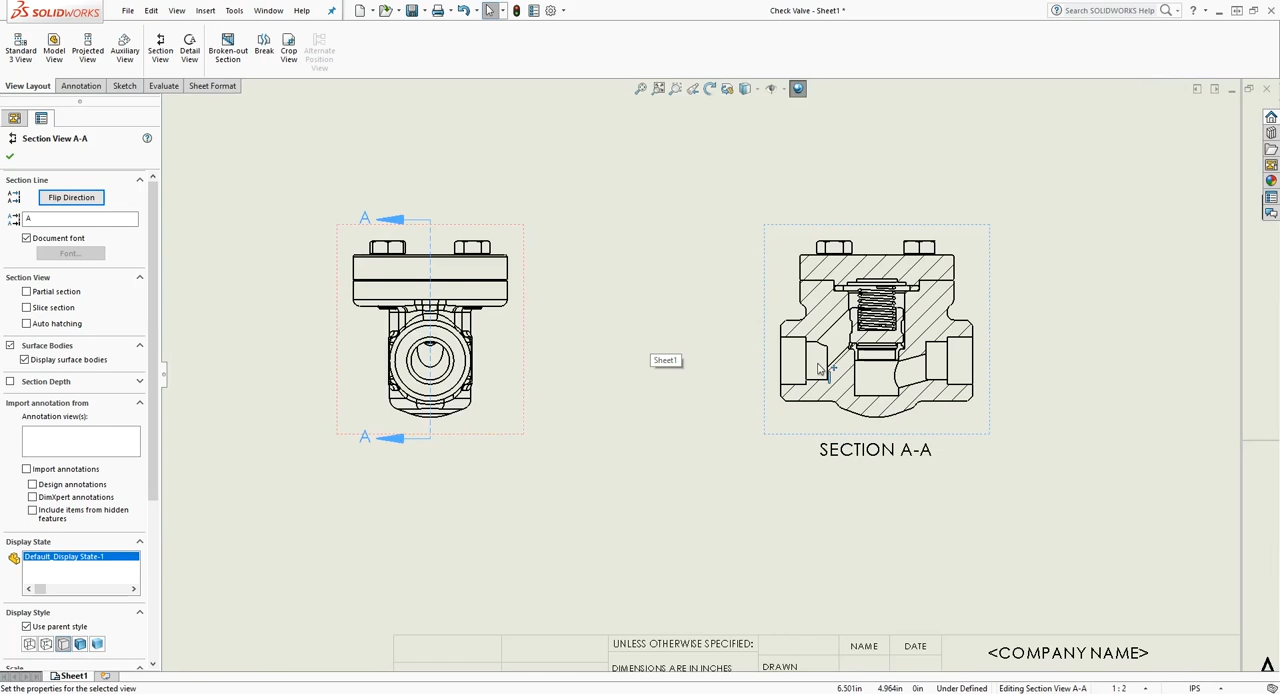 SOLIDWORKS File Edit View Insert Tools Window Help Check Valve - Sheet1 * Search SOLIDWORKS Help
Standard 3 View
Model View
Projected View
Auxiliary View
Section View
Detail View
Broken-out Section
Break
Crop View
Alternate Position View
View Layout Annotation Sketch Evaluate Sheet Format
Section View A-A
Section Line
Flip Direction
A
Document font
Font...
Section View
Partial section
Slice section
Auto hatching
Surface Bodies
Display surface bodies
Section Depth
Import annotation from
Annotation view(s):
Import annotations
Design annotations
DimXpert annotations
Include items from hidden
features
Display State
Default_Display State-1
Display Style
Use parent style
Scale
A
A
Sheet1
SECTION A-A
UNLESS OTHERWISE SPECIFIED:
DIMENSIONS ARE IN INCHES
NAME DATE
DRAWN
<COMPANY NAME>
Sheet1
Set the properties for the selected view 6.501in 4.964in 0in Under Defined Editing Section View A-A 1 : 2 IPS